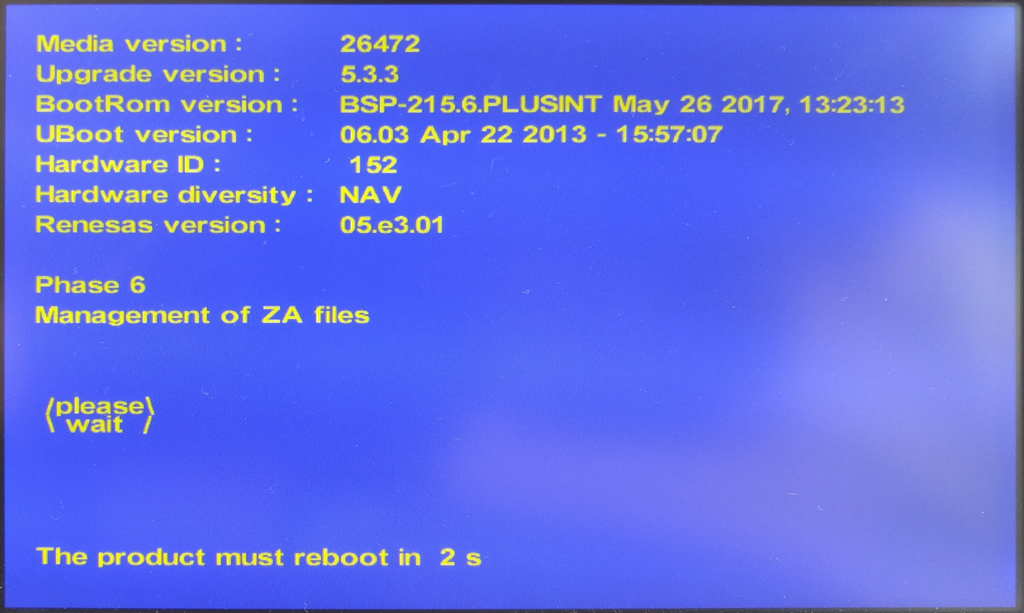 Media version : 26472
Upgrade version : 5.3.3
BootRom version : BSP-215.6.PLUSINT May 26 2017, 13:23:13
UBoot version : 06.03 Apr 22 2013 - 15:57:07
Hardware ID : 152
Hardware diversity : NAV
Renesas version : 05.e3.01
Phase 6
Management of ZA files
/please\
\ wait /
The product must reboot in 2 s